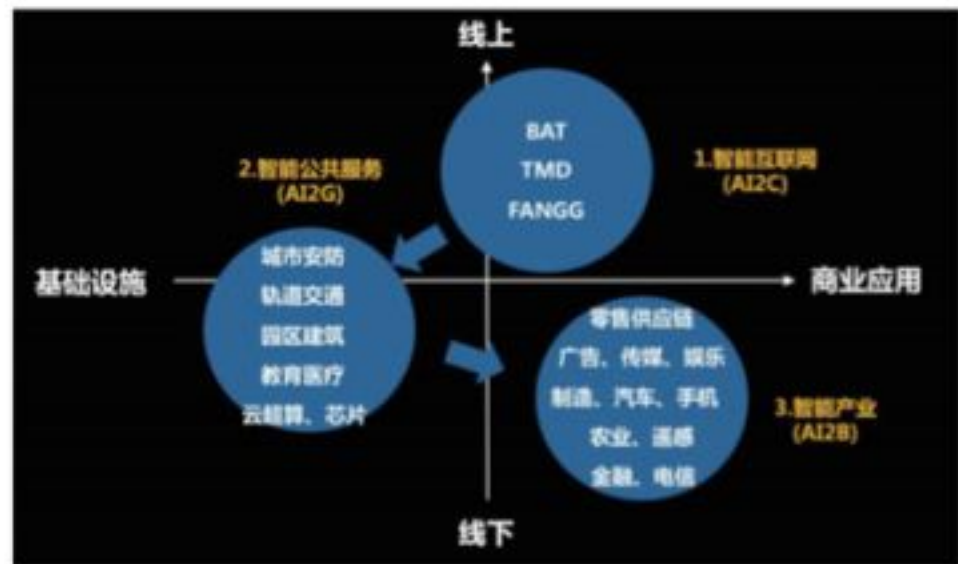 线上
BAT
TMD
FANGG
1.智能互联网
(AI2C)
2.智能公共服务
(AI2G)
基础设施
商业应用
城市安防
轨道交通
园区建筑
教育医疗
云超算、芯片
零售供应链
广告、传媒、娱乐
制造、汽车、手机
农业、遥感
金融、电信
3.智能产业
(AI2B)
线下